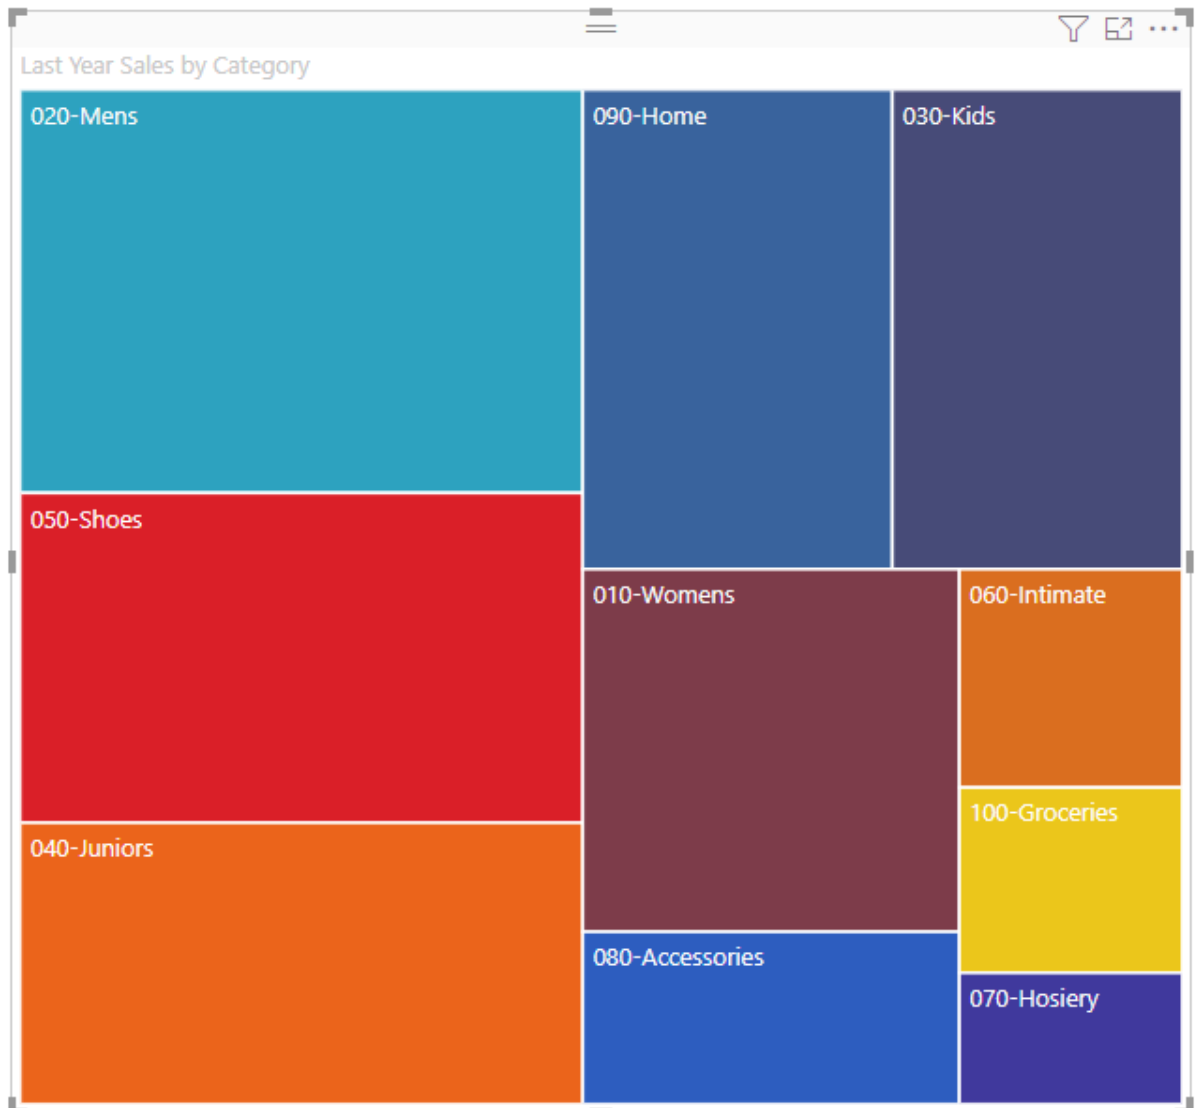 Last Year Sales by Category
020-Mens
090-Home
030-Kids
050-Shoes
010-Womens
060-Intimate
100-Groceries
040-Juniors
080-Accessories
070-Hosiery